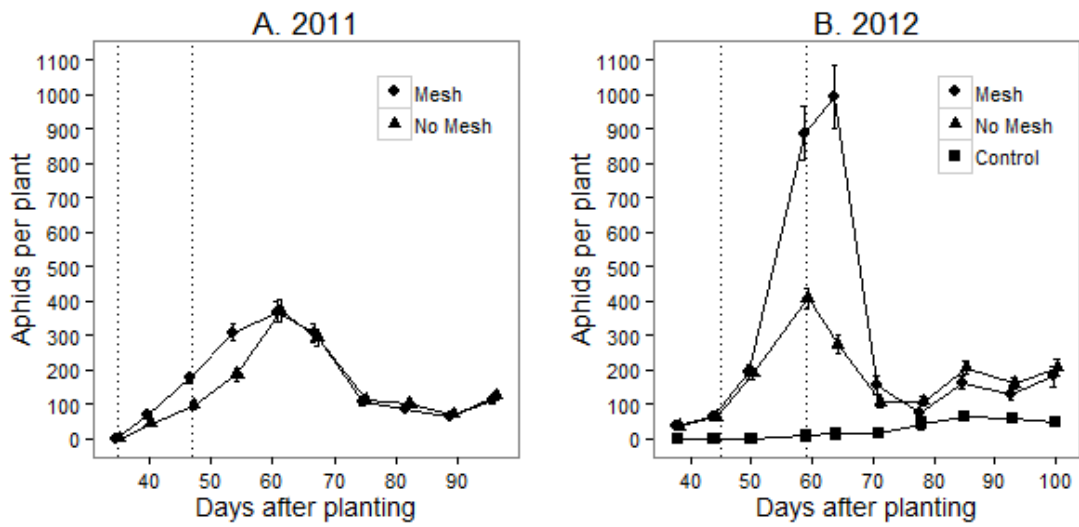 A. 2011
Aphids per plant
1100
1000
900
800
700
600
500
400
300
200
100
0
Mesh
No Mesh
40 50 60 70 80 90
Days after planting
B. 2012
Aphids per plant
1100
1000
900
800
700
600
500
400
300
200
100
0
Mesh
No Mesh
Control
40 50 60 70 80 90 100
Days after planting